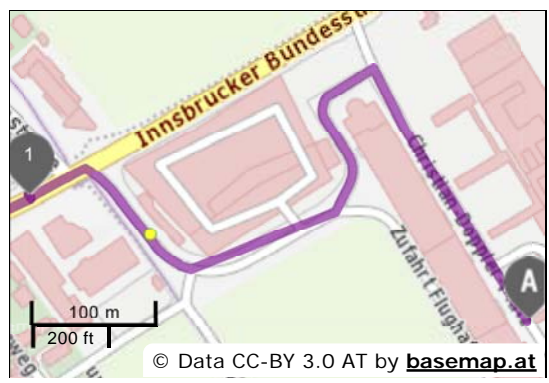 Innsbrucker Bundesst
1
Christian-Doppler-
Zufahrt Flugha
A
100 m
200 ft
weg
© Data CC-BY 3.0 AT by basemap.at